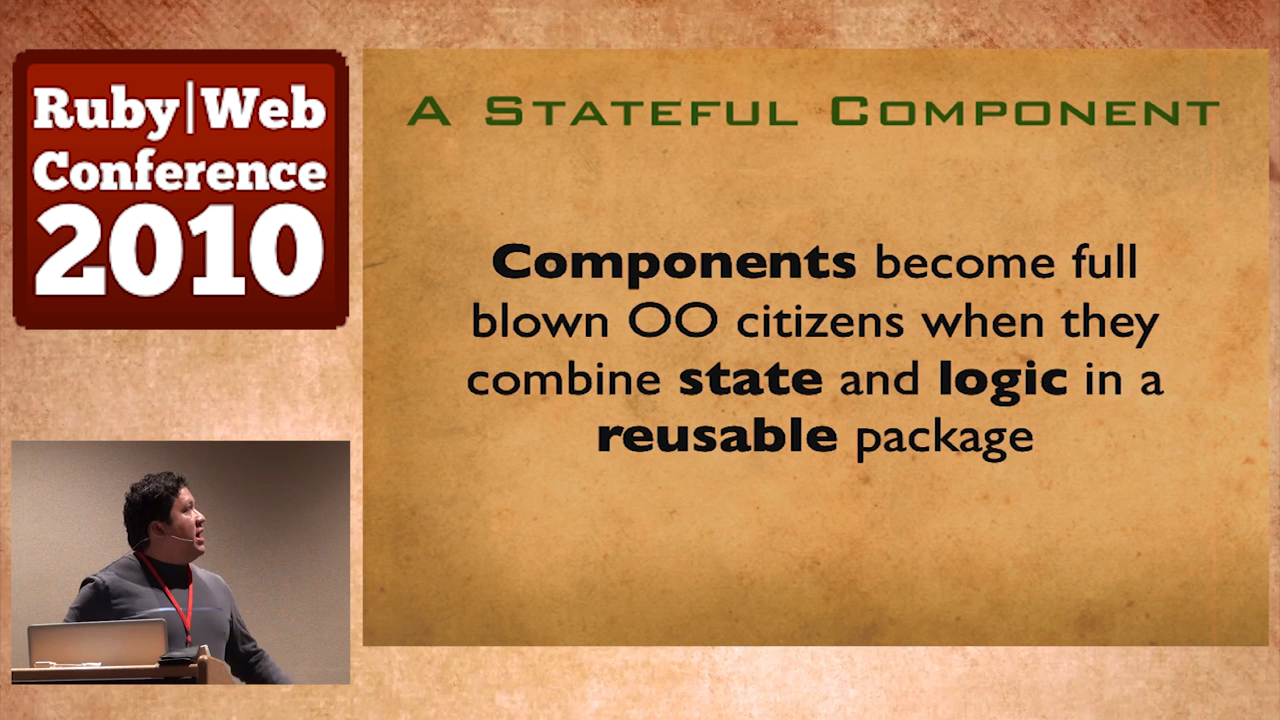 Ruby|Web
Conference
2010
A Stateful Component
Components become full
blown OO citizens when they
combine state and logic in a
reusable package